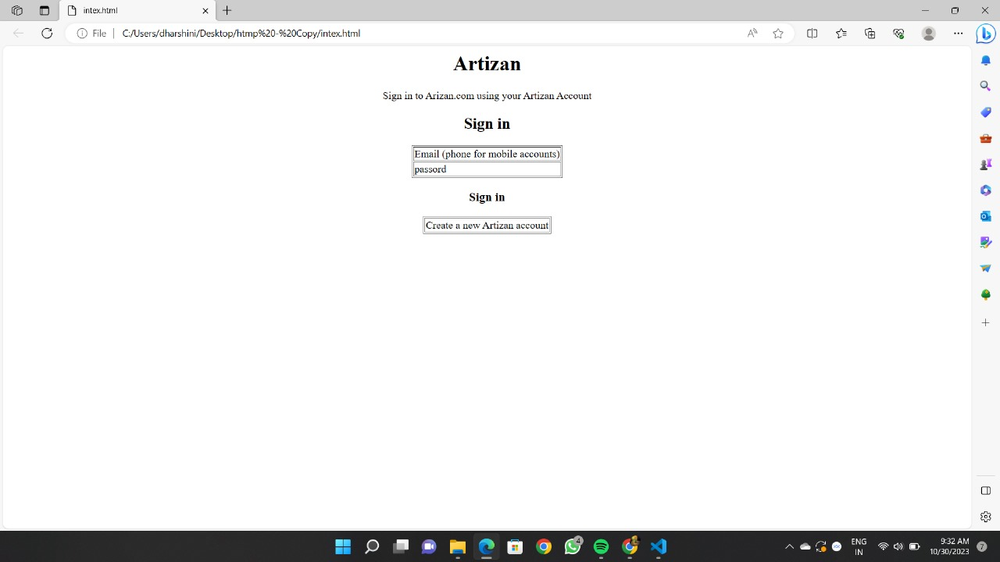 intex.html
File
C:/Users/dharshini/Desktop/htmp%20-%20Copy/intex.html
Artizan
Sign in to Arizan.com using your Artizan Account
Sign in
Email (phone for mobile accounts)
passord
Sign in
Create a new Artizan account
4
ENG
IN
9:32 AM
10/30/2023
7